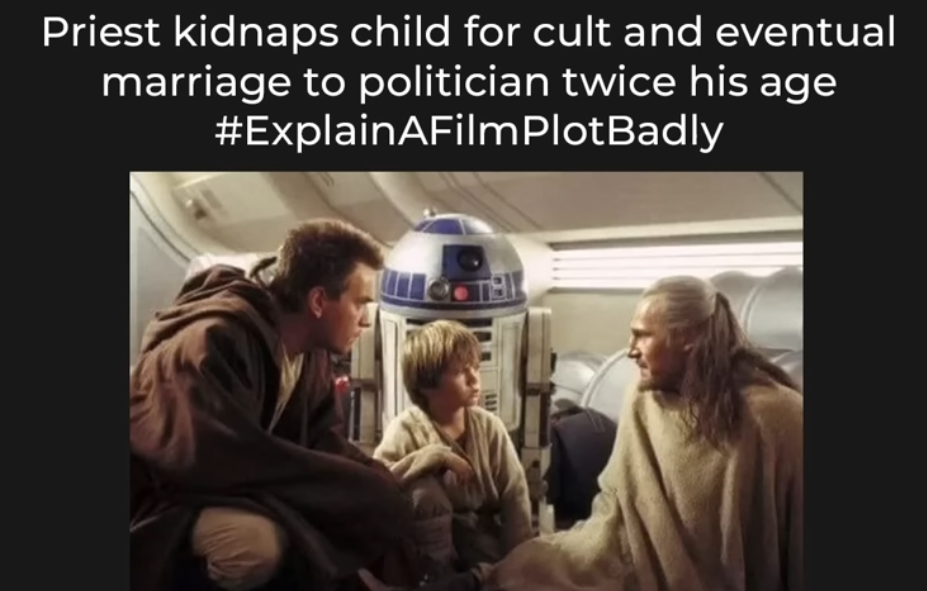 Priest kidnaps child for cult and eventual
marriage to politician twice his age
#ExplainAFilmPlotBadly